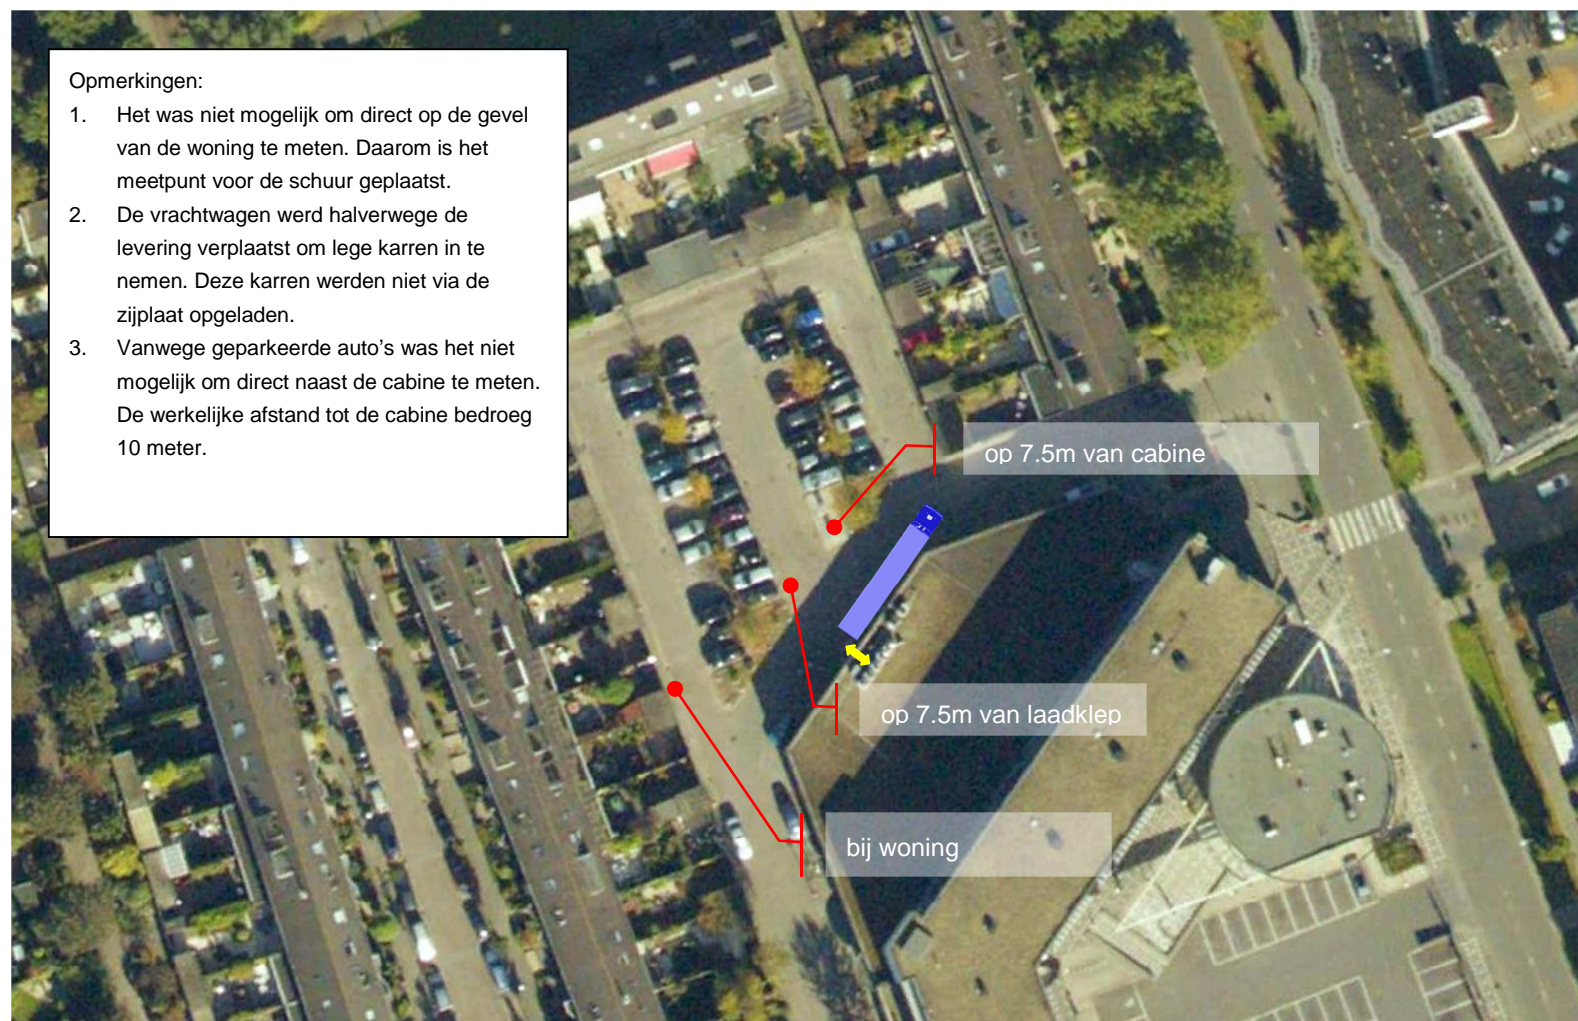 Opmerkingen:
1. Het was niet mogelijk om direct op de gevel
van de woning te meten. Daarom is het
meetpunt voor de schuur geplaatst.
2. De vrachtwagen werd halverwege de
levering verplaatst om lege karren in te
nemen. Deze karren werden niet via de
zijplaat opgeladen.
3. Vanwege geparkeerde auto's was het niet
mogelijk om direct naast de cabine te meten.
De werkelijke afstand tot de cabine bedroeg
10 meter.
op 7.5m van cabine
op 7.5m van laadklep
bij woning